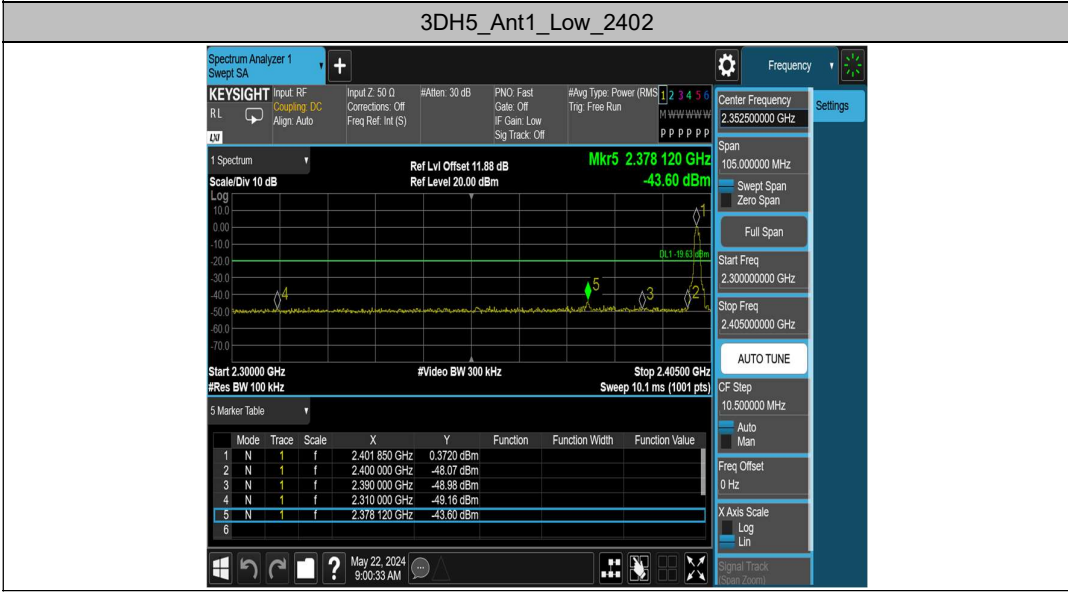 3DH5_Ant1_Low_2402
Spectrum Analyzer 1
Swept SA
+
Frequency
KEYSIGHT
RL
LXI
Input: RF
Coupling: DC
Align: Auto
Input Z: 50 Ω
Corrections: Off
Freq Ref: Int (S)
#Atten: 30 dB
PNO: Fast
Gate: Off
IF Gain: Low
Sig Track: Off
#Avg Type: Power (RMS
Trig: Free Run
1 2 3 4 5 6
M W W W W W
P P P P P P
1 Spectrum
Scale/Div 10 dB
Ref Lvl Offset 11.88 dB
Ref Level 20.00 dBm
Mkr5 2.378 120 GHz
-43.60 dBm
Log
10.0
0.00
-10.0
-20.0
-30.0
-40.0
-50.0
-60.0
-70.0
1
DL1 -19.63 dBm
4
5
3
2
Start 2.30000 GHz
#Res BW 100 kHz
#Video BW 300 kHz
Stop 2.40500 GHz
Sweep 10.1 ms (1001 pts)
5 Marker Table
Mode Trace Scale X Y Function Function Width Function Value
1 N 1 f 2.401 850 GHz 0.3720 dBm
2 N 1 f 2.400 000 GHz -48.07 dBm
3 N 1 f 2.390 000 GHz -48.98 dBm
4 N 1 f 2.310 000 GHz -49.16 dBm
5 N 1 f 2.378 120 GHz -43.60 dBm
6
Center Frequency
2.352500000 GHz
Settings
Span
105.000000 MHz
Swept Span
Zero Span
Full Span
Start Freq
2.300000000 GHz
Stop Freq
2.405000000 GHz
AUTO TUNE
CF Step
10.500000 MHz
Auto
Man
Freq Offset
0 Hz
X Axis Scale
Log
Lin
Signal Track
(Span Zoom)
?
May 22, 2024
9:00:33 AM